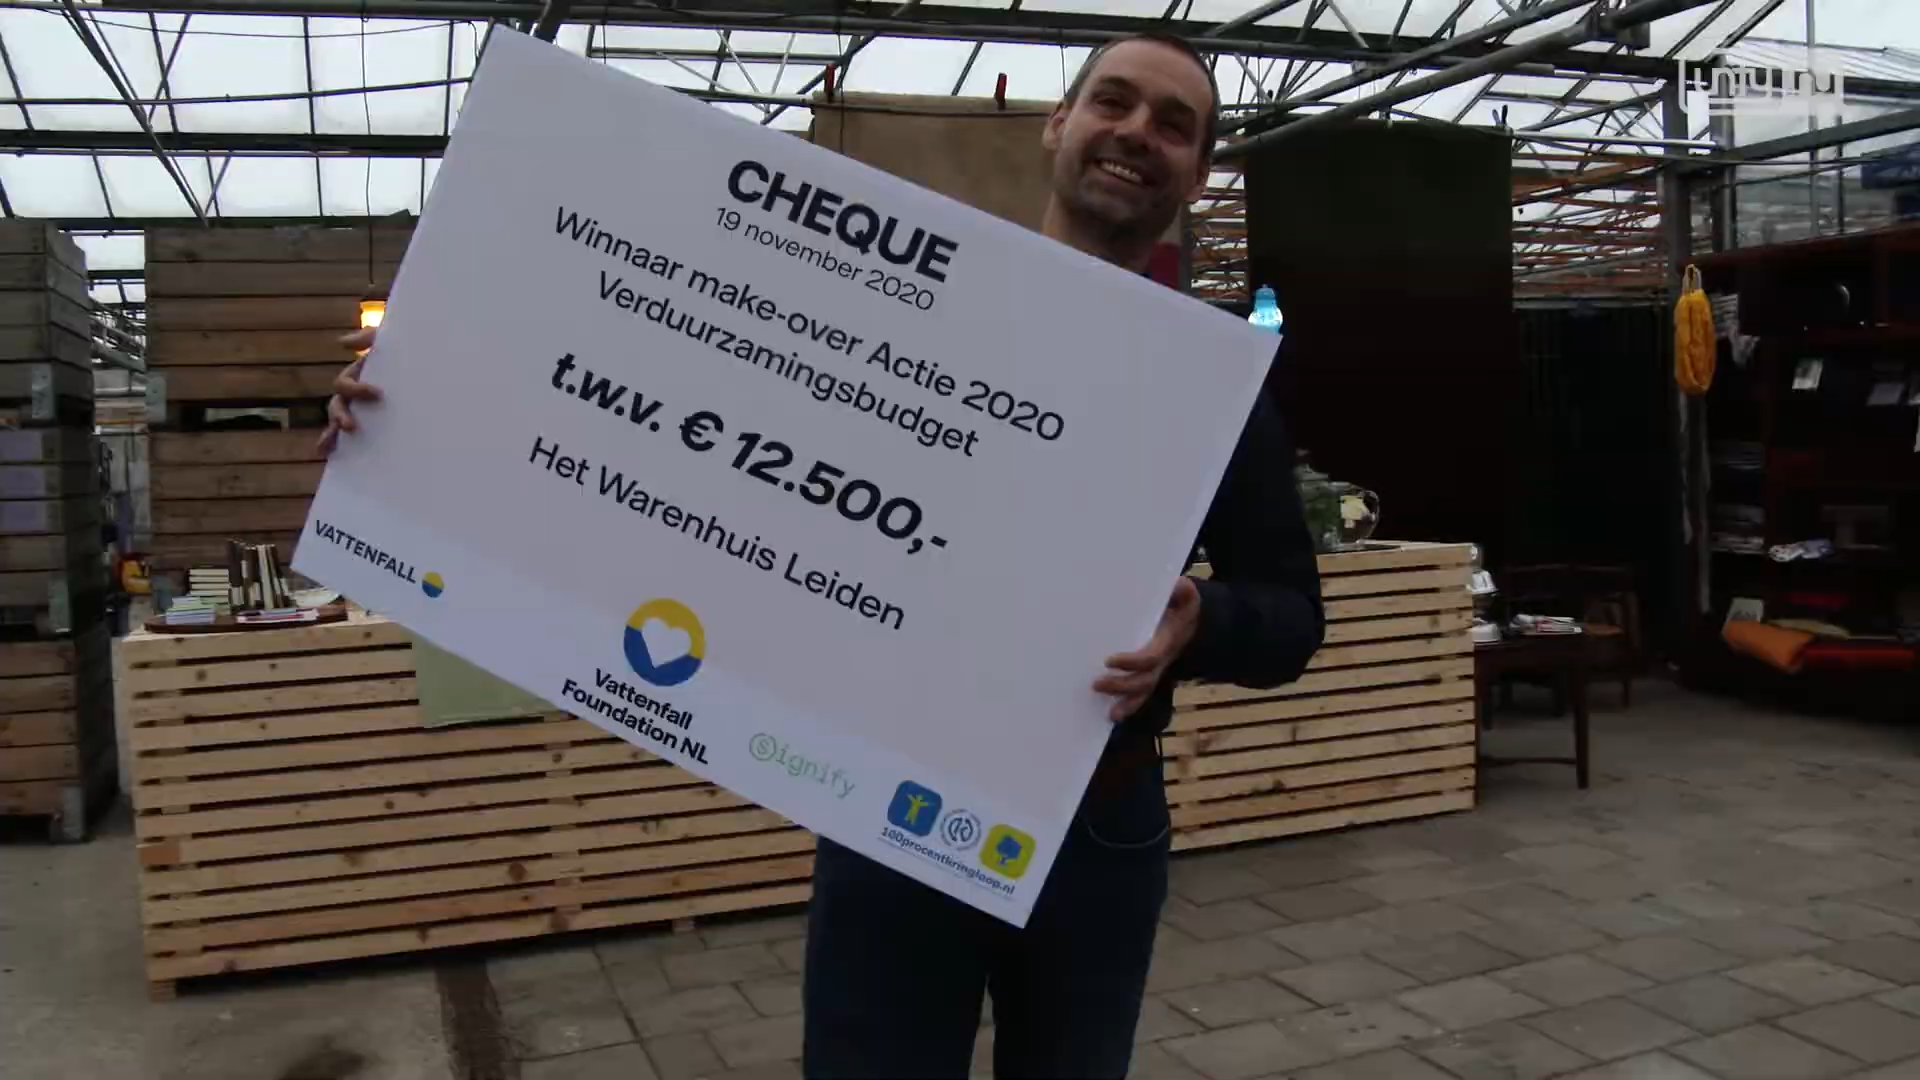 CHEQUE
19 november 2020
Winnaar make-over Actie 2020
Verduurzamingsbudget
t.w.v. € 12.500,-
Het Warenhuis Leiden
VATTENFALL
Vattenfall
Foundation NL
Signify
100procentkringloop.nl